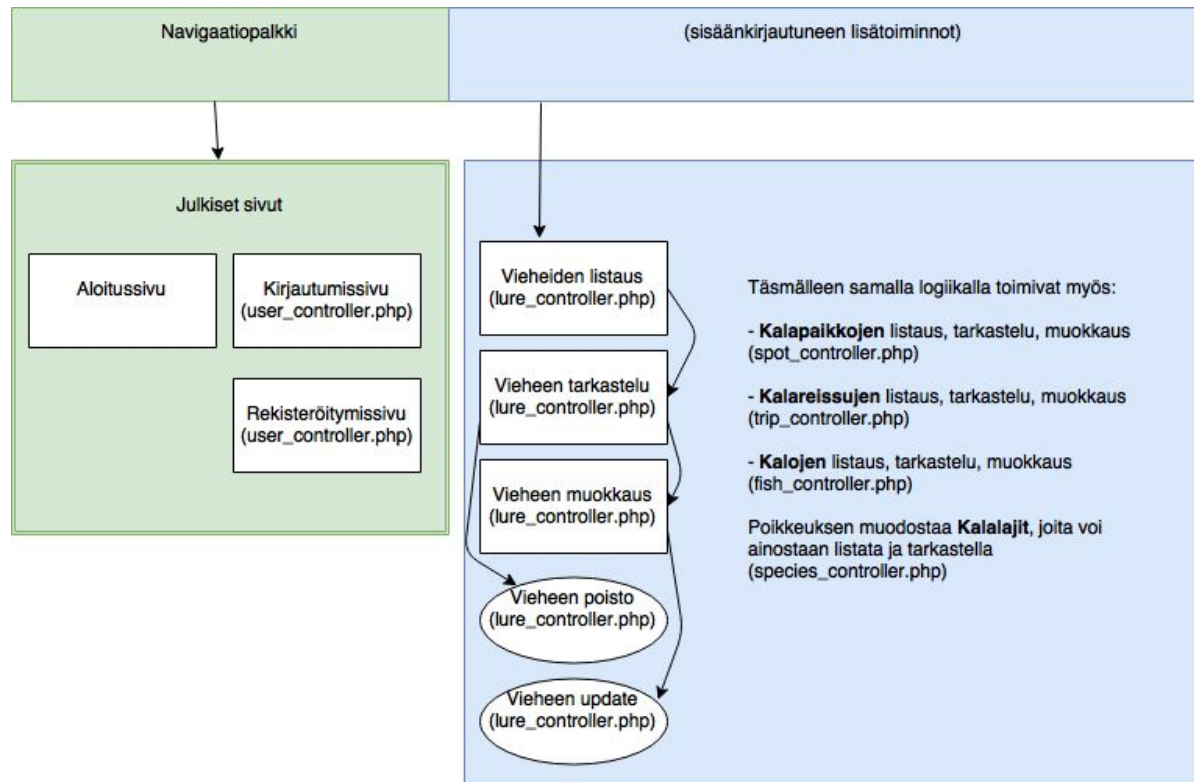 Navigaatiopalkki
(sisäänkirjautuneen lisätoiminnot)
Julkiset sivut
Aloitussivu
Kirjautumissivu
(user_controller.php)
Rekisteröitymissivu
(user_controller.php)
Vieheiden listaus
(lure_controller.php)
Vieheen tarkastelu
(lure_controller.php)
Vieheen muokkaus
(lure_controller.php)
Vieheen poisto
(lure_controller.php)
Vieheen update
(lure_controller.php)
Täsmälleen samalla logiikalla toimivat myös:
- Kalapaikkojen listaus, tarkastelu, muokkaus
(spot_controller.php)
- Kalareissujen listaus, tarkastelu, muokkaus
(trip_controller.php)
- Kalojen listaus, tarkastelu, muokkaus
(fish_controller.php)
Poikkeuksen muodostaa Kalalajit, joita voi
ainostaan listata ja tarkastella
(species_controller.php)